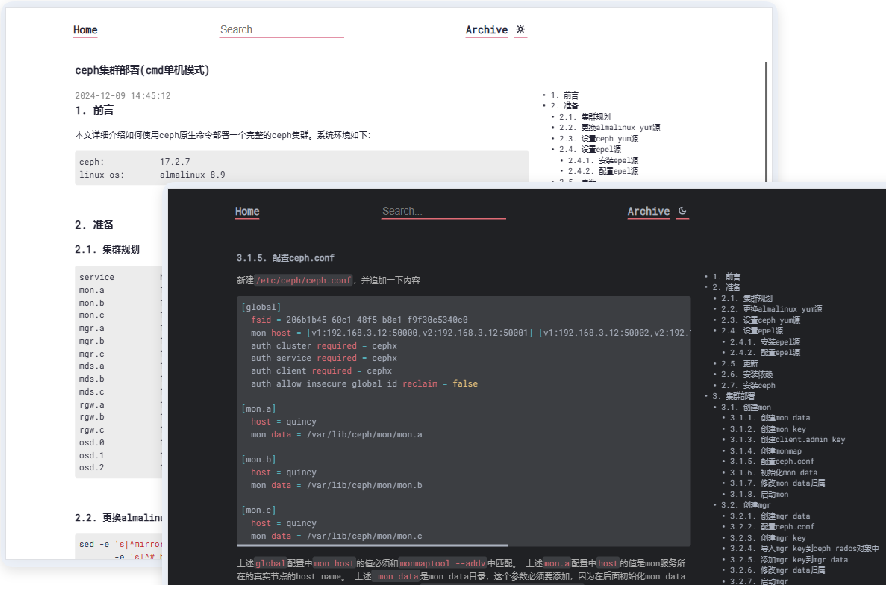 Home
Search
Archive
ceph集群部署(cmd单机模式)
2024-12-09 14:45:12
1. 前言
本文详细介绍如何使用ceph原生命令部署一个完整的ceph集群。系统环境如下:
ceph: 17.2.7
linux os: almalinux 8.9
2. 准备
2.1. 集群规划
service
mon.a
mon.b
mon.c
mgr.a
mgr.b
mgr.c
mds.a
mds.b
mds.c
rgw.a
rgw.b
rgw.c
osd.0
osd.1
osd.2
2.2. 更换almalinu
sed -e 's|^mirror
1. 前言
2. 准备
2.1. 集群规划
2.2. 更换almalinux yum源
2.3. 设置ceph yum源
2.4. 设置epel源
2.4.1. 安装epel源
2.4.2. 配置epel源
Home
Search...
Archive
3.1.5. 配置ceph.conf
新建/etc/ceph/ceph.conf，并追加一下内容
[global]
fsid =
mon host = [v1:192.168.3.12:50000,v2:192.168.3.12:50001] [v1:192.168.3.12:50002,v2:192.
auth cluster required = cephx
auth service required = cephx
auth client required = cephx
auth allow insecure global id reclaim = false
[mon.a]
host = quincy
mon data = /var/lib/ceph/mon/mon.a
[mon.b]
host = quincy
mon data = /var/lib/ceph/mon/mon.b
[mon.c]
host = quincy
mon data = /var/lib/ceph/mon/mon.c
上述global配置中mon host的值必须和monmaptool --addv中匹配。 上述mon.a配置中host的值是mon服务所
在的真实节点的host name。 上述 mon data是mon data目录，这个参数必须要添加，因为在后面初始化mon data
1. 前言
2. 准备
2.1. 集群规划
2.2. 更换almalinux yum源
2.3. 设置ceph yum源
2.4. 设置epel源
2.4.1. 安装epel源
2.4.2. 配置epel源
2.5. 更新
2.6. 安装依赖
2.7. 安装ceph
3. 集群部署
3.1. 创建mon
3.1.1. 创建mon data
3.1.2. 创建mon key
3.1.3. 创建client.admin key
3.1.4. 创建monmap
3.1.5. 配置ceph.conf
3.1.6. 初始化mon data
3.1.7. 修改mon data归属
3.1.8. 启动mon
3.2. 创建mgr
3.2.1. 创建mgr data
3.2.2. 配置ceph.conf
3.2.3. 创建mgr key
3.2.4. 导入mgr key到ceph rados对象中
3.2.5. 添加mgr key到mgr data
3.2.6. 修改mgr data归属
3.2.7. 启动mgr